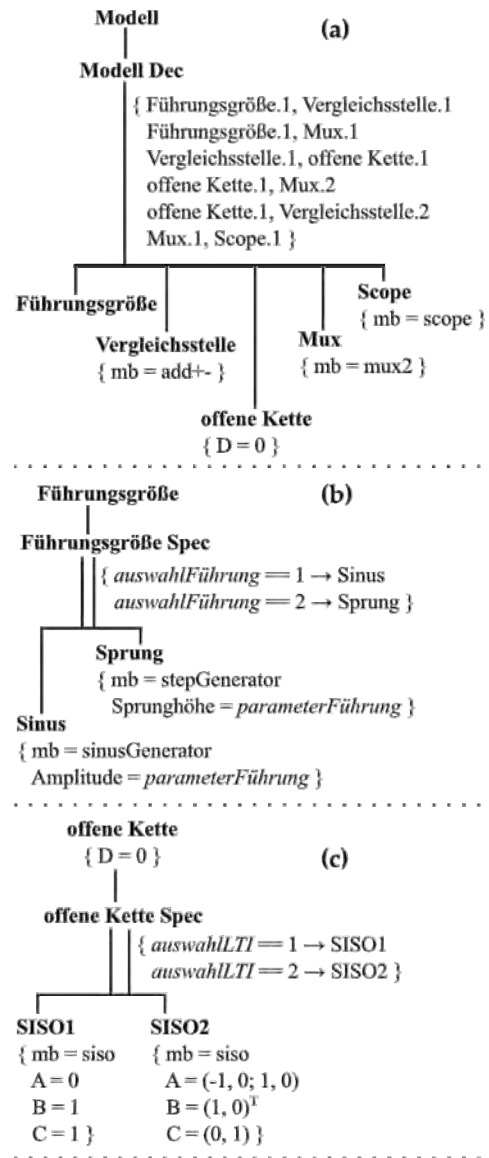 Modell
(a)
Modell Dec
{ Führungsgröße.1, Vergleichsstelle.1
Führungsgröße.1, Mux.1
Vergleichsstelle.1, offene Kette.1
offene Kette.1, Mux.2
offene Kette.1, Vergleichsstelle.2
Mux.1, Scope.1 }
Führungsgröße
Scope
{ mb = scope }
Vergleichsstelle
{ mb = add+- }
Mux
{ mb = mux2 }
offene Kette
{ D = 0 }
Führungsgröße
(b)
Führungsgröße Spec
{ auswahlFührung == 1 → Sinus
auswahlFührung == 2 → Sprung }
Sprung
{ mb = stepGenerator
Sprunghöhe = parameterFührung }
Sinus
{ mb = sinusGenerator
Amplitude = parameterFührung }
offene Kette
{ D = 0 }
(c)
offene Kette Spec
{ auswahlLTI == 1 → SISO1
auswahlLTI == 2 → SISO2 }
SISO1
{ mb = siso
A = 0
B = 1
C = 1 }
SISO2
{ mb = siso
A = (-1, 0; 1, 0)
B = (1, 0)ᵀ
C = (0, 1) }